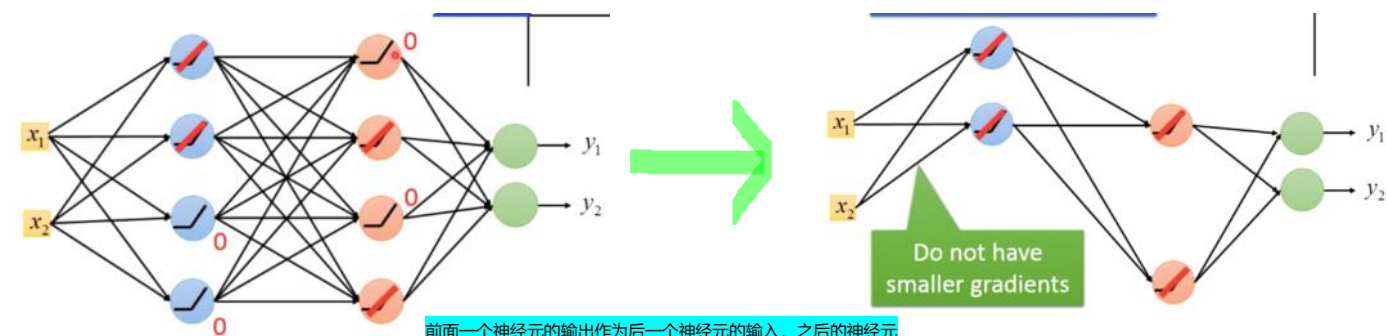 0
x₁
x₂
0
0
0
y₁
y₂
x₁
x₂
y₁
y₂
Do not have
smaller gradients
前面一个神经元的输出作为后一个神经元的输入，之后的神经元